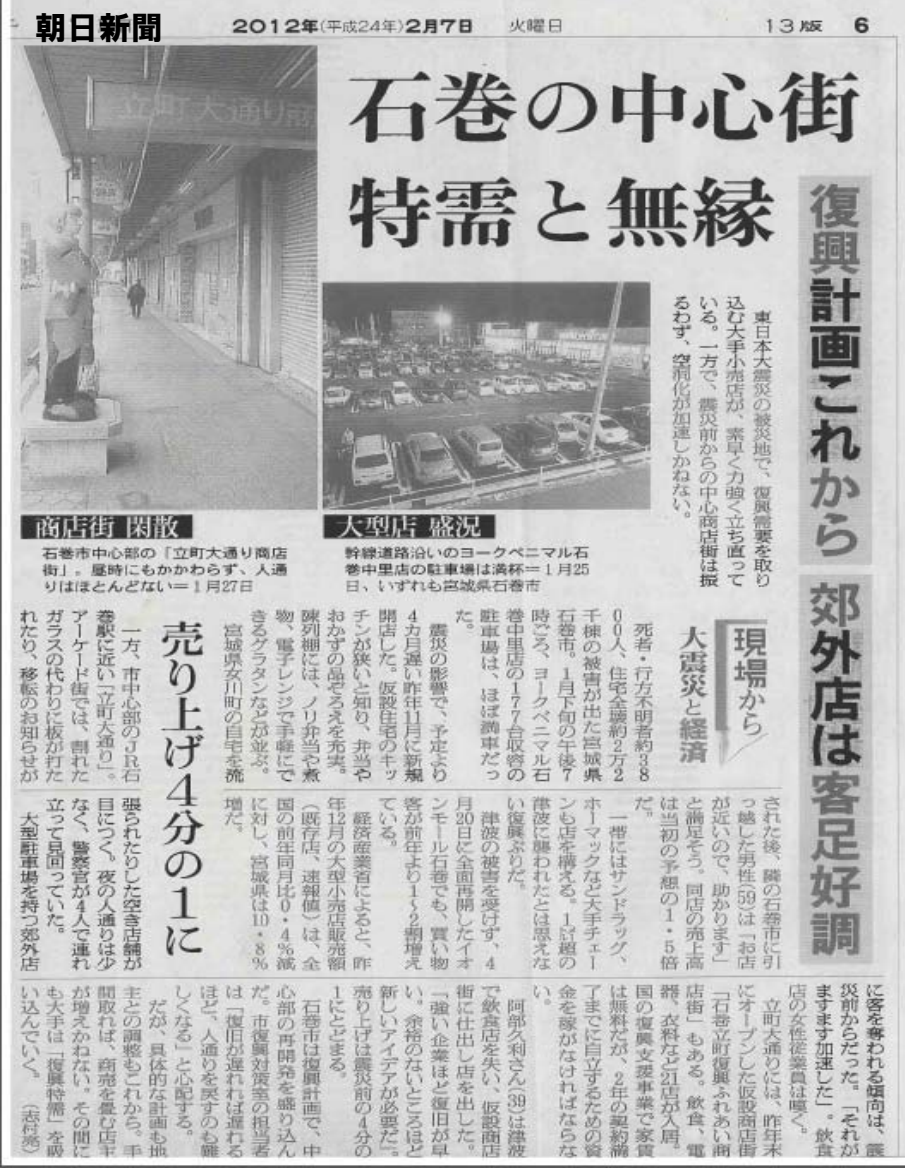 朝日新聞
2012年(平成24年)2月7日 火曜日
13版 6
石巻の中心街
特需と無縁
復興計画これから
郊外店は客足好調
立町大通り商
商店街 閑散
石巻市中心部の「立町大通り商店
街」。昼時にもかかわらず、人通
りはほとんどない=1月27日
大型店 盛況
幹線道路沿いのヨークベニマル石
巻中里店の駐車場は満杯=1月25
日、いずれも宮城県石巻市
東日本大震災の被災地で、復興需要を取り
込む大手小売店が、素早く力強く立ち直って
いる。一方で、震災前からの中心商店街は振
るわず、空洞化が加速しかねない。
現場から
大震災と経済
死者・行方不明者約38
00人、住宅全壊約2万2
千棟の被害が出た宮城県
石巻市。1月下旬の午後7
時ごろ、ヨークベニマル石
巻中里店の177台収容の
駐車場は、ほぼ満車だっ
た。
震災の影響で、予定より
4カ月遅い昨年11月に新規
開店した。仮設住宅のキッ
チンが狭いと知り、弁当や
おかずの品ぞろえを充実。
陳列棚には、ノリ弁当や煮
物、電子レンジで手軽にで
きるグラタンなどが並ぶ。
宮城県女川町の自宅を流
された後、隣の石巻市に引
っ越した男性(59)は「お店
が近いので、助かります」
と満足そう。同店の売上高
は当初の予想の1・5倍
だ。
一帯にはサンドラッグ、
ホーマックなど大手チェー
ンも店を構える。1㍍超の
津波に襲われたとは思えな
い復興ぶりだ。
津波の被害を受けず、4
月20日に全面再開したイオ
ンモール石巻でも、買い物
客が前年より1~2割増え
ている。
経済産業省によると、昨
年12月の大型小売店販売額
(既存店、速報値)は、全
国の前年同月比0・4%減
に対し、宮城県は10・8%
増だ。
売り上げ4分の1に
一方、市中心部のJR石
巻駅に近い「立町大通り」。
アーケード街では、割れた
ガラスの代わりに板が打た
れたり、移転のお知らせが
張られたりした空き店舗が
目につく。夜の人通りは少
なく、警察官が4人で連れ
立って見回っていた。
大型駐車場を持つ郊外店
に客を奪われる傾向は、震
災前からだった。「それが
ますます加速した」。飲食
店の女性従業員は嘆く。
立町大通りには、昨年末
にオープンした仮設商店街
「石巻立町復興ふれあい商
店街」もある。飲食、電
器、衣料など21店が入居。
国の復興支援事業で家賃
は無料だが、2年の契約満
了までに自立するための資
金を稼がなければならな
い。
阿部久利さん(39)は津波
で飲食店を失い、仮設商店
街に仕出し店を出した。
「強い企業ほど復旧が早
い。余裕のないところほど
新しいアイデアが必要だ」。
売り上げは震災前の4分の
1にとどまる。
石巻市は復興計画で、中
心部の再開発を盛り込ん
だ。市復興対策室の担当者
は「復旧が遅れれば遅れる
ほど、人通りを戻すのも難
しくなる」と心配する。
だが、具体的な計画も地
主との調整もこれから。手
間取れば、商売を畳む店主
が増えかねない。その間に
も大手は「復興特需」を吸
い込んでいく。 (志村亮)